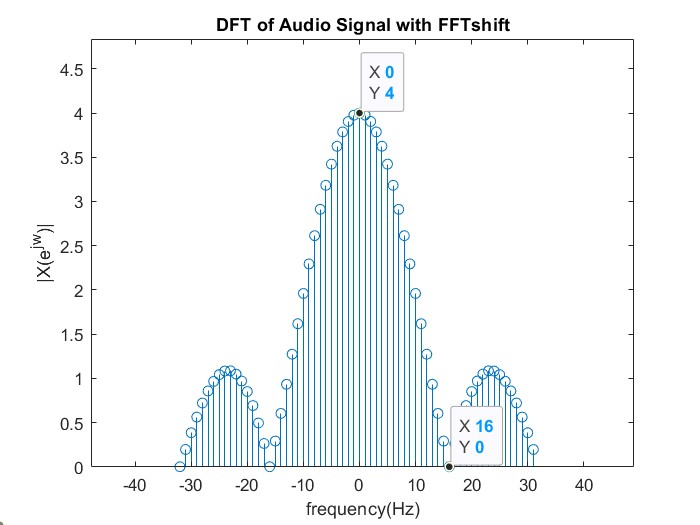 DFT of Audio Signal with FFTshift
X 0
Y 4
4.5
4
3.5
3
2.5
2
1.5
1
0.5
0
|X(e^jw)|
X 16
Y 0
-40
-30
-20
-10
0
10
20
30
40
frequency(Hz)